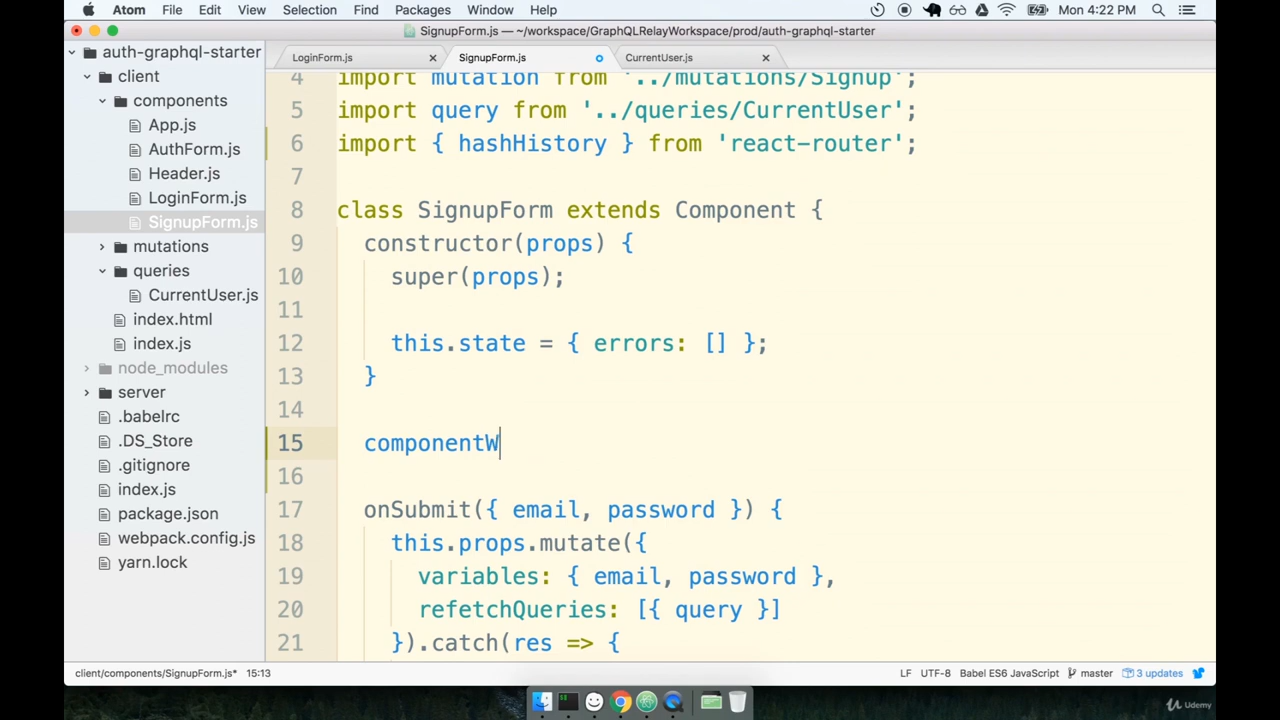 Atom File Edit View Selection Find Packages Window Help Mon 4:22 PM
SignupForm.js — ~/workspace/GraphQLRelayWorkspace/prod/auth-graphql-starter
LoginForm.js SignupForm.js CurrentUser.js
auth-graphql-starter
client
components
App.js
AuthForm.js
Header.js
LoginForm.js
SignupForm.js
mutations
queries
CurrentUser.js
index.html
index.js
node_modules
server
.babelrc
.DS_Store
.gitignore
index.js
package.json
webpack.config.js
yarn.lock
4 import mutation from '../mutations/Signup';
5 import query from '../queries/CurrentUser';
6 import { hashHistory } from 'react-router';
7
8 class SignupForm extends Component {
9 constructor(props) {
10 super(props);
11
12 this.state = { errors: [] };
13 }
14
15 componentW
16
17 onSubmit({ email, password }) {
18 this.props.mutate({
19 variables: { email, password },
20 refetchQueries: [{ query }]
21 }).catch(res => {
client/components/SignupForm.js* 15:13 LF UTF-8 Babel ES6 JavaScript master 3 updates
Udemy